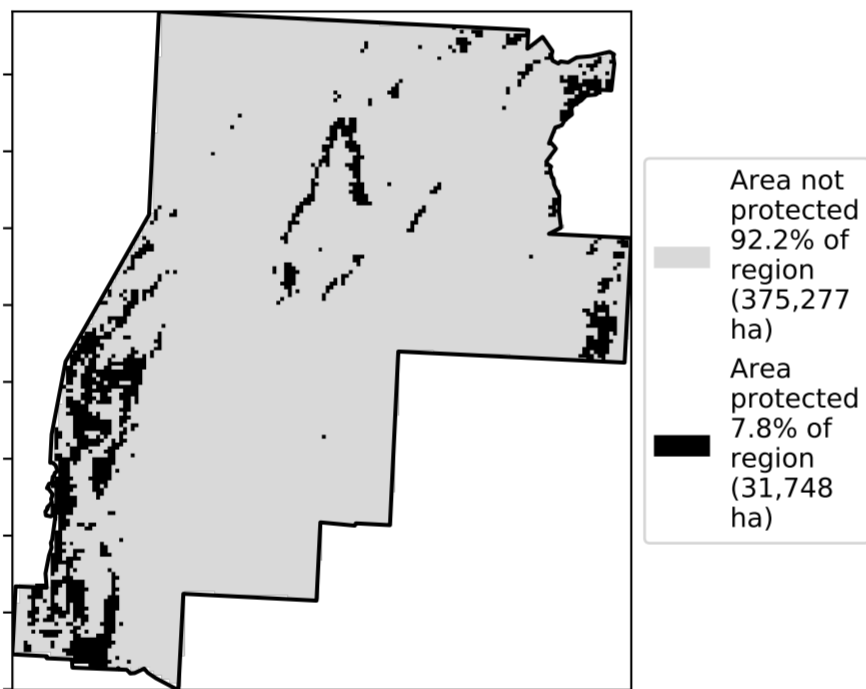 Area not
protected
92.2% of
region
(375,277
ha)
Area
protected
7.8% of
region
(31,748
ha)